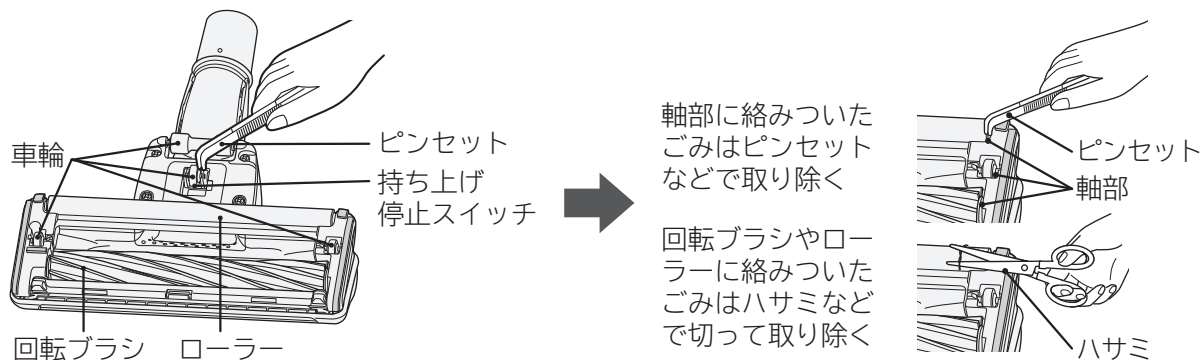 車輪
ピンセット
持ち上げ
停止スイッチ
回転ブラシ
ローラー
軸部に絡みついた
ごみはピンセット
などで取り除く
回転ブラシやロー
ラーに絡みついた
ごみはハサミなど
で切って取り除く
ピンセット
軸部
ハサミ